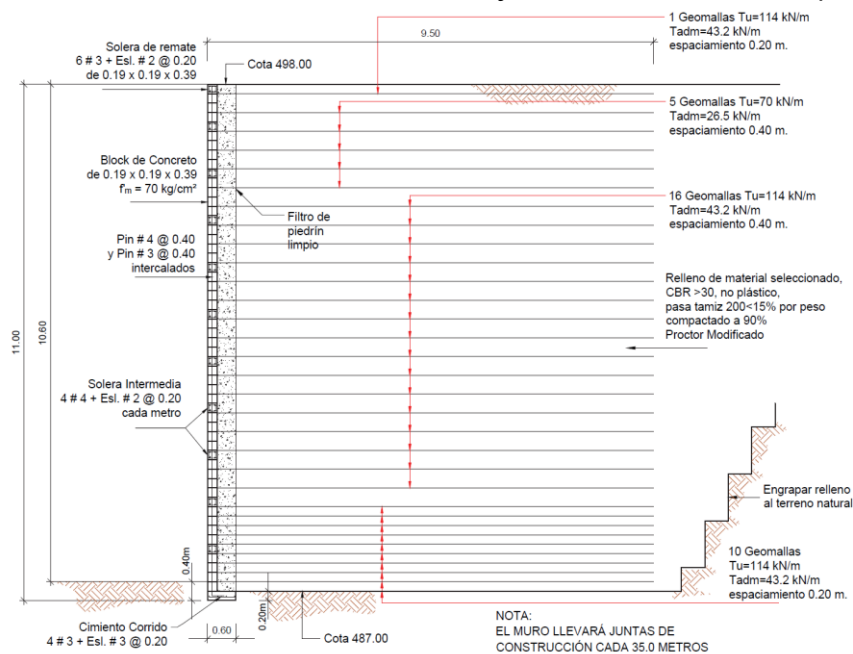 1 Geomallas Tu=114 kN/m
Tadm=43.2 kN/m
espaciamiento 0.20 m.
9.50
Solera de remate
6 # 3 + Esl. # 2 @ 0.20
de 0.19 x 0.19 x 0.39
Cota 498.00
5 Geomallas Tu=70 kN/m
Tadm=26.5 kN/m
espaciamiento 0.40 m.
Block de Concreto
de 0.19 x 0.19 x 0.39
f'm = 70 kg/cm²
16 Geomallas Tu=114 kN/m
Tadm=43.2 kN/m
espaciamiento 0.40 m.
Filtro de
piedrín
limpio
Pin # 4 @ 0.40
y Pin # 3 @ 0.40
intercalados
Relleno de material seleccionado,
CBR >30, no plástico,
pasa tamiz 200<15% por peso
compactado a 90%
Proctor Modificado
11.00
10.60
Solera Intermedia
4 # 4 + Esl. # 2 @ 0.20
cada metro
Engrapar relleno
al terreno natural
0.40m
0.20m
10 Geomallas
Tu=114 kN/m
Tadm=43.2 kN/m
espaciamiento 0.20 m.
Cimiento Corrido
4 # 3 + Esl. # 3 @ 0.20
0.60
Cota 487.00
NOTA:
EL MURO LLEVARÁ JUNTAS DE
CONSTRUCCIÓN CADA 35.0 METROS